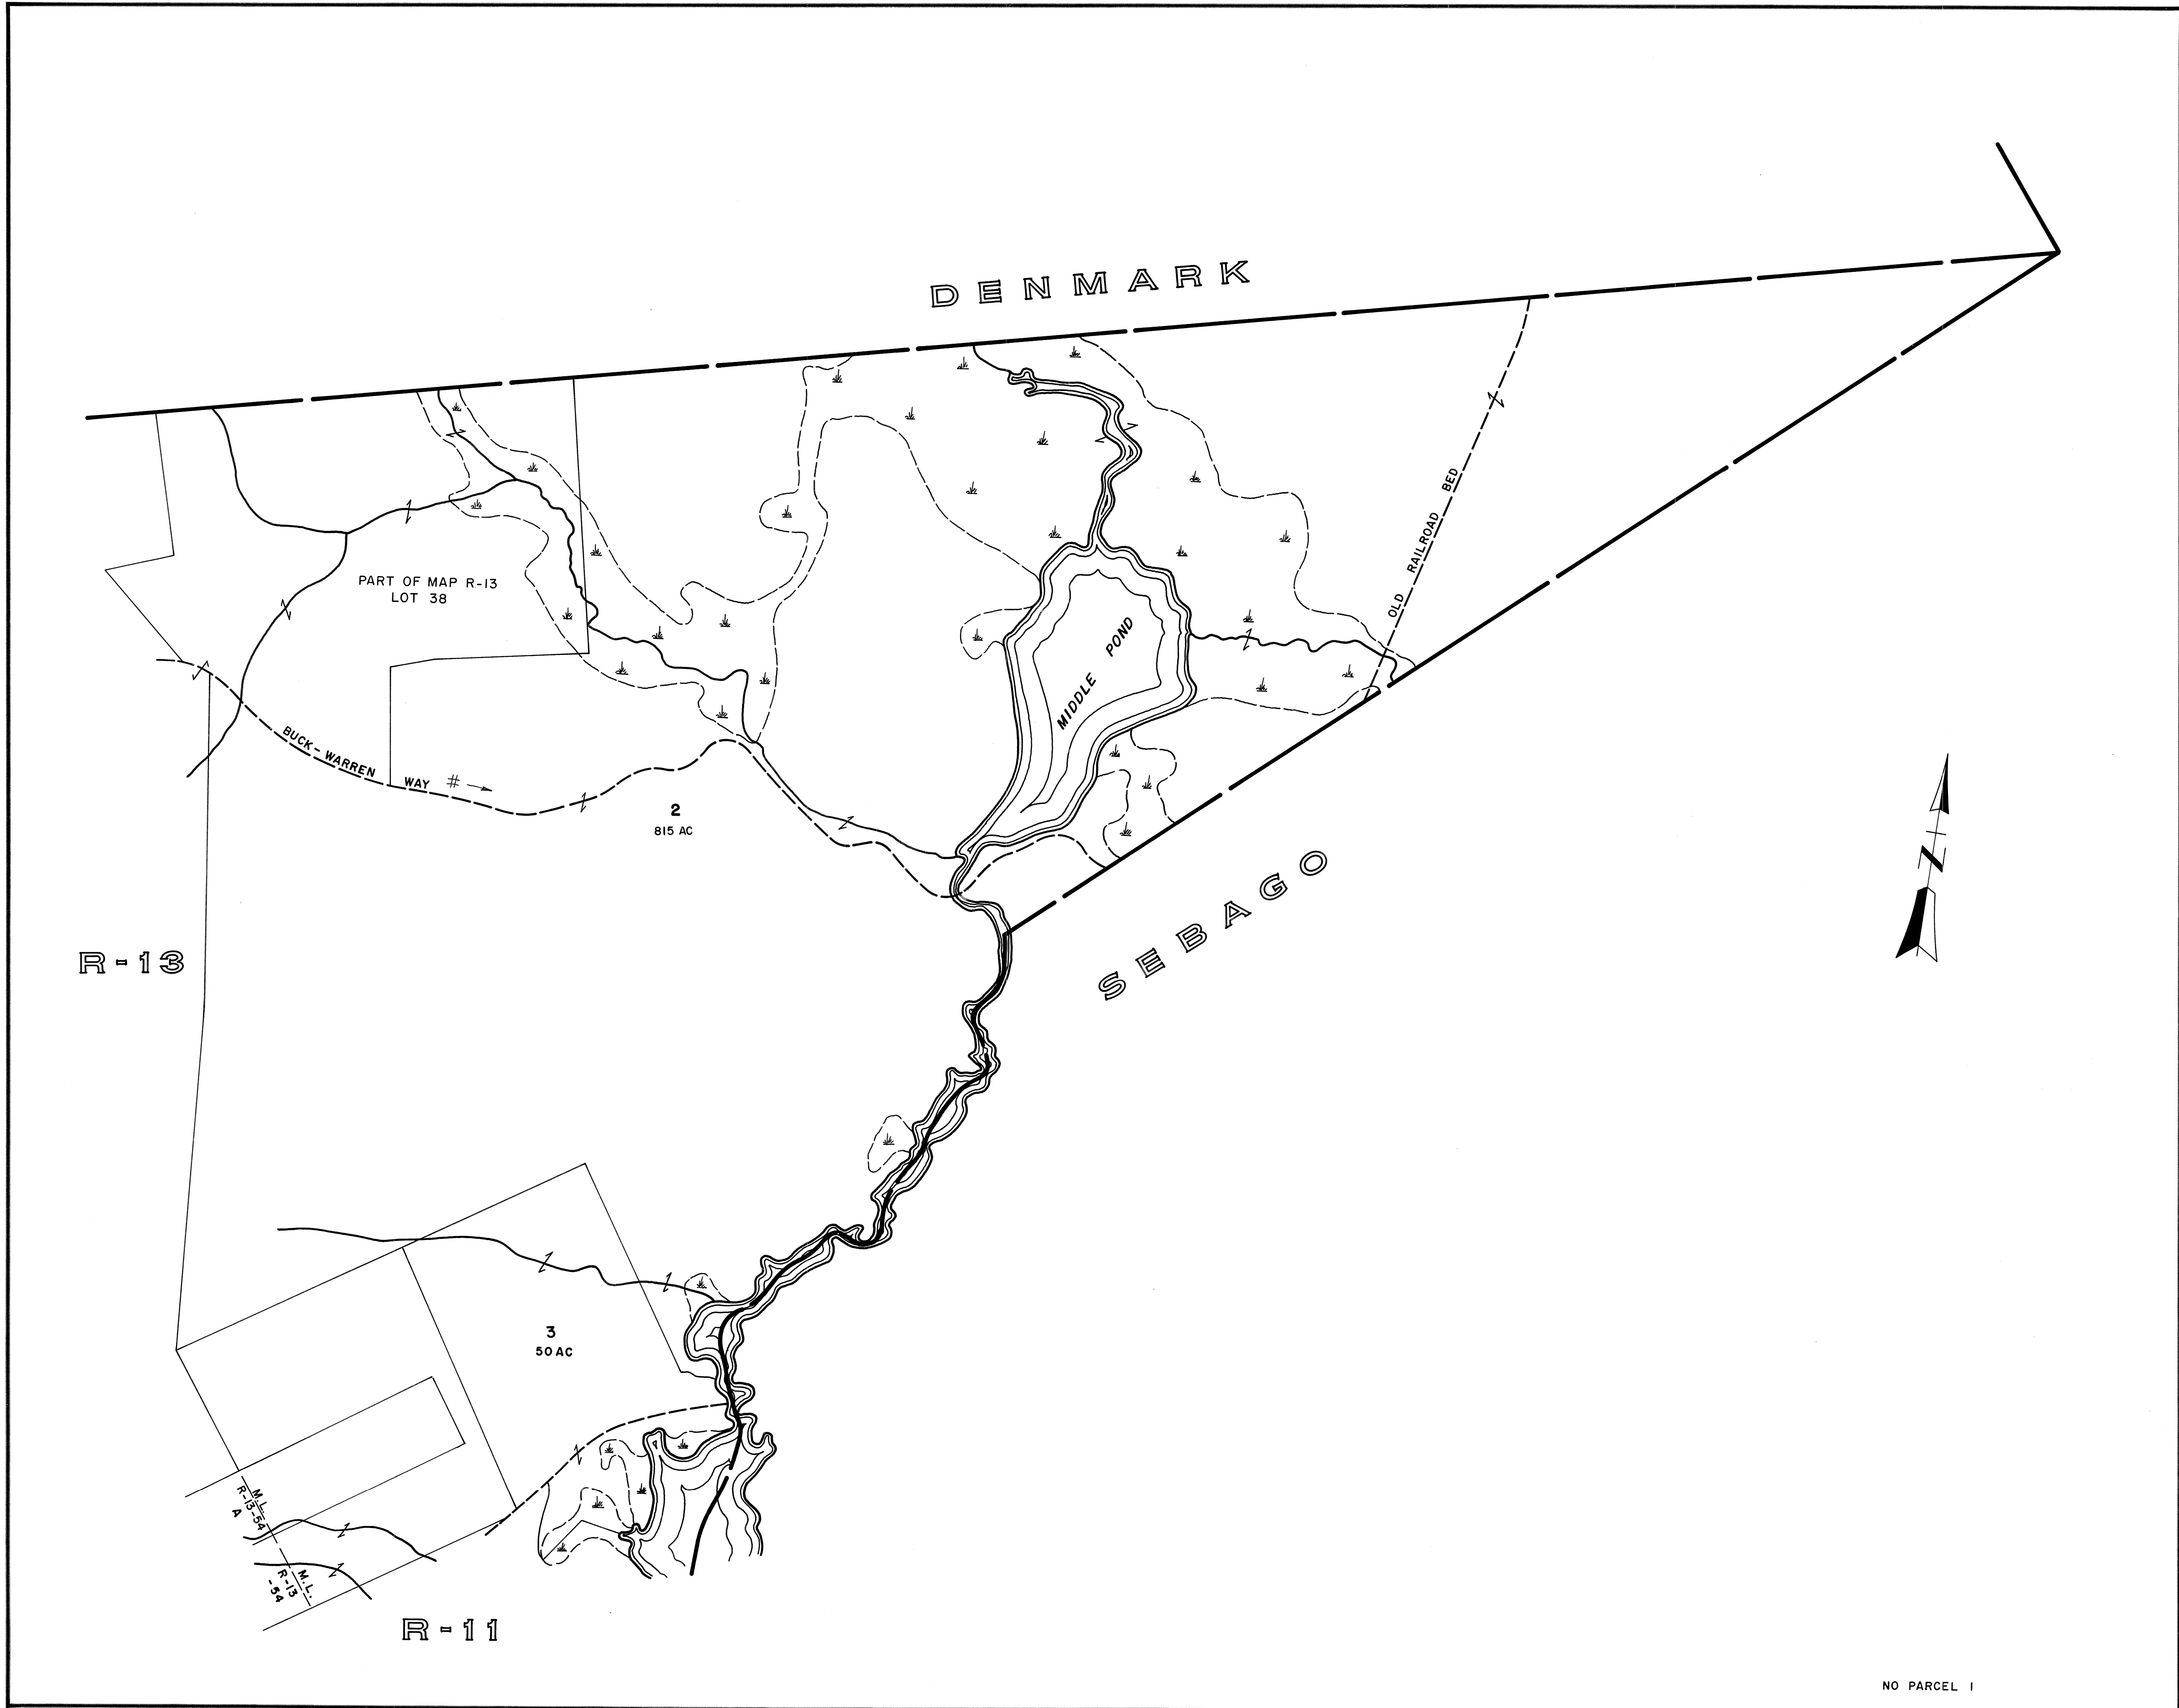 DENMARK
OLD RAILROAD BED
PART OF MAP R-13
LOT 38
MIDDLE POND
BUCK-WARREN WAY #
2
815 AC
SEBAGO
N
R-13
3
50 AC
M.L.
R-13-54
A
M.L.
R-13
-54
R-11
NO PARCEL 1